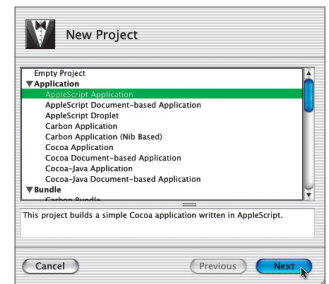 New Project
Empty Project
Application
AppleScript Application
AppleScript Document-based Application
AppleScript Droplet
Carbon Application
Carbon Application (Nib Based)
Cocoa Application
Cocoa Document-based Application
Cocoa-Java Application
Cocoa-Java Document-based Application
Bundle
Carbon Bundle
This project builds a simple Cocoa application written in AppleScript.
Cancel
Previous
Next